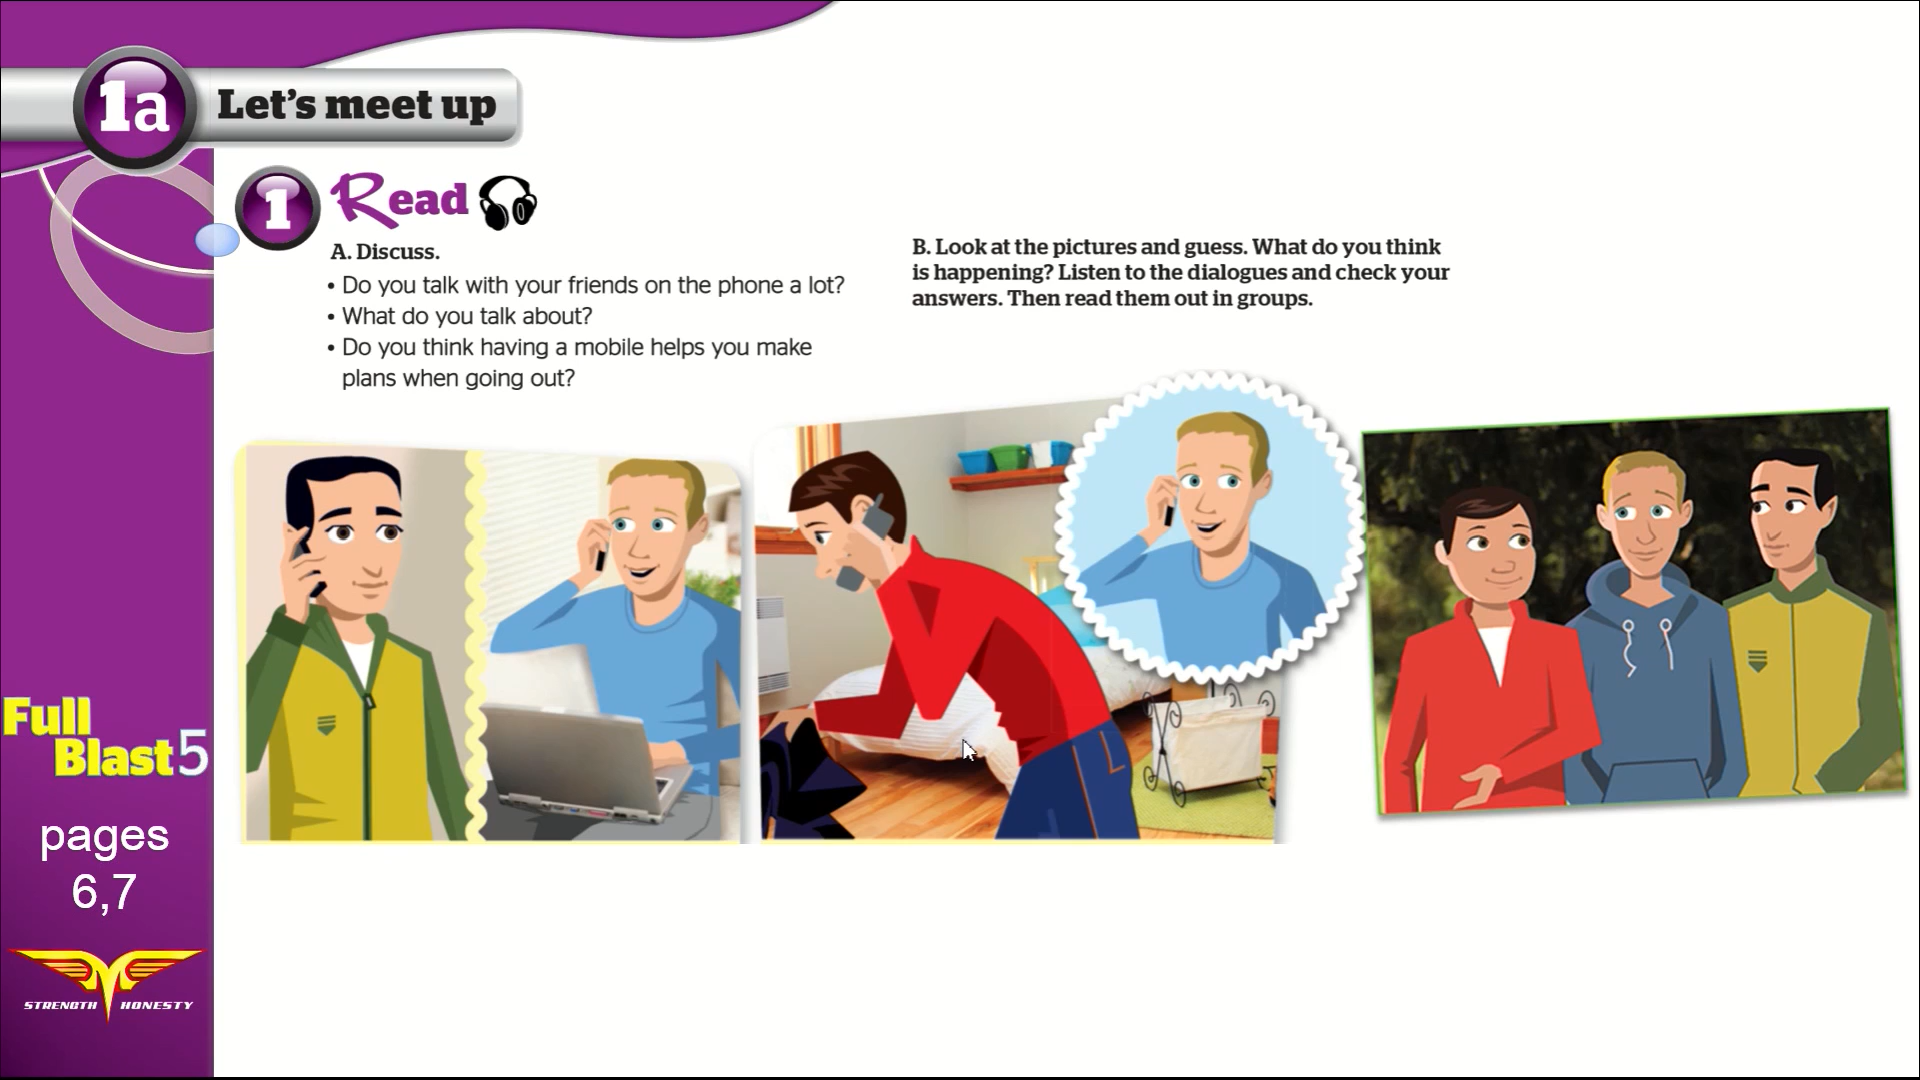 1a Let's meet up
1 Read
A. Discuss.
• Do you talk with your friends on the phone a lot?
• What do you talk about?
• Do you think having a mobile helps you make
plans when going out?
B. Look at the pictures and guess. What do you think
is happening? Listen to the dialogues and check your
answers. Then read them out in groups.
Full
Blast 5
pages
6,7
STRENGTH HONESTY